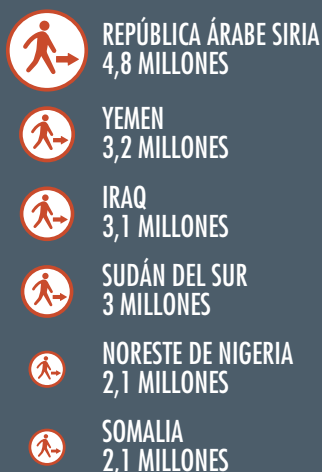 REPÚBLICA ÁRABE SIRIA
4,8 MILLONES
YEMEN
3,2 MILLONES
IRAQ
3,1 MILLONES
SUDÁN DEL SUR
3 MILLONES
NORESTE DE NIGERIA
2,1 MILLONES
SOMALIA
2,1 MILLONES